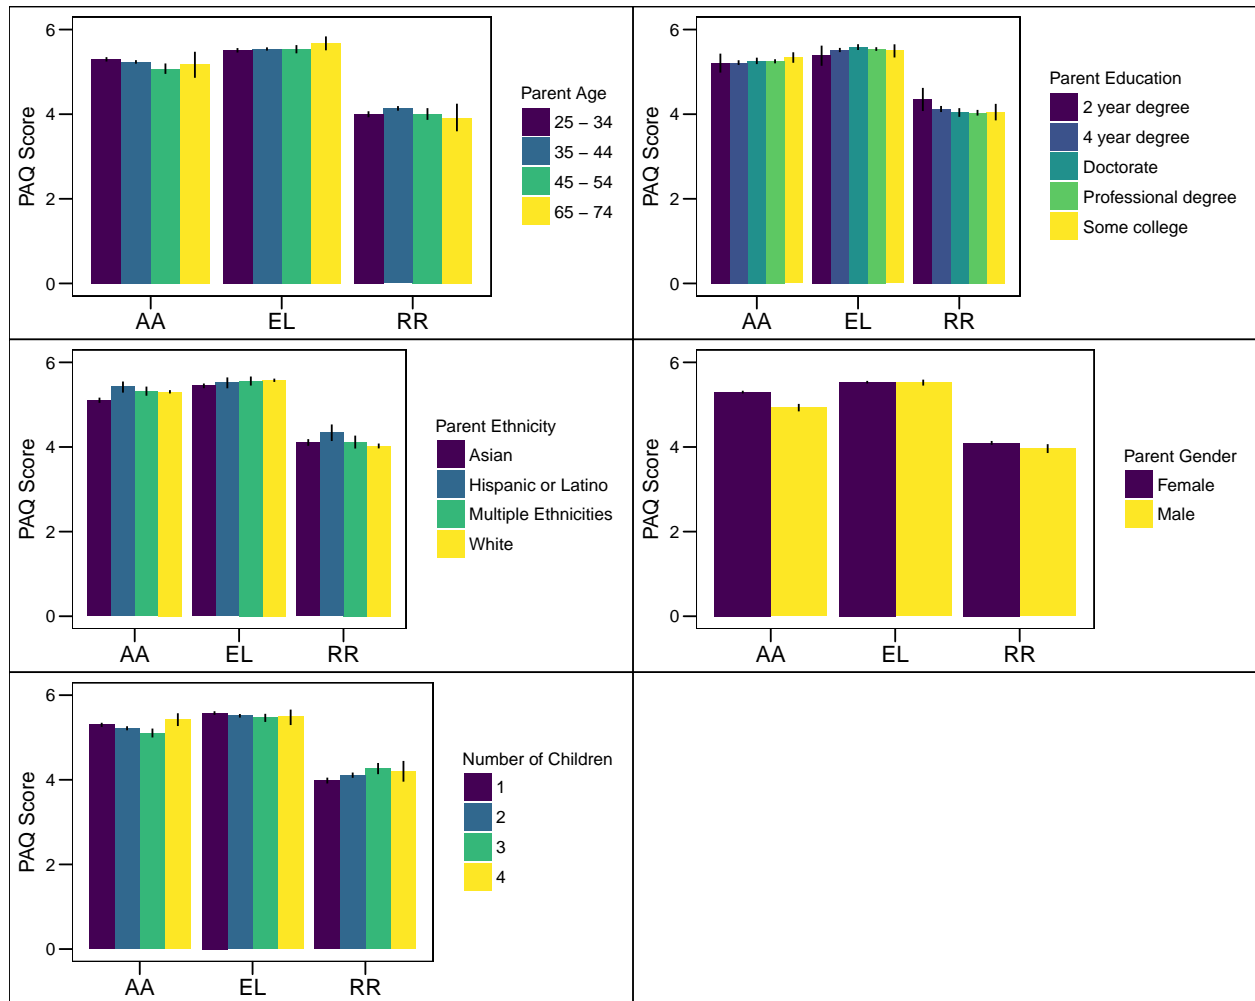 PAQ Score
6
4
2
0
AA EL RR
Parent Age
25 – 34
35 – 44
45 – 54
65 – 74
PAQ Score
6
4
2
0
AA EL RR
Parent Education
2 year degree
4 year degree
Doctorate
Professional degree
Some college
PAQ Score
6
4
2
0
AA EL RR
Parent Ethnicity
Asian
Hispanic or Latino
Multiple Ethnicities
White
PAQ Score
6
4
2
0
AA EL RR
Parent Gender
Female
Male
PAQ Score
6
4
2
0
AA EL RR
Number of Children
1
2
3
4